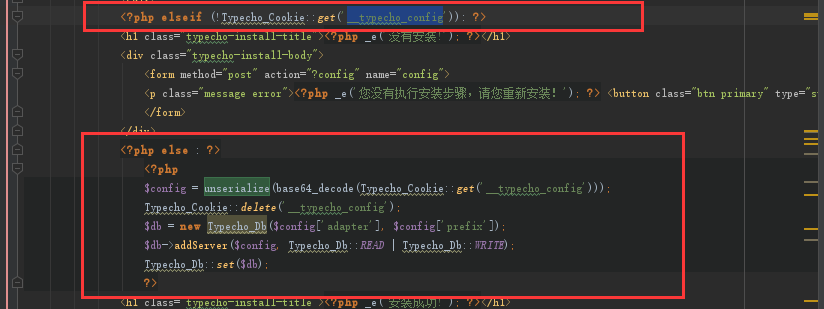 <?php elseif (!Typecho_Cookie::get('__typecho_config')): ?>
<h1 class="typecho-install-title"><?php _e('没有安装!'); ?></h1>
<div class="typecho-install-body">
<form method="post" action="?config" name="config">
<p class="message error"><?php _e('您没有执行安装步骤，请您重新安装!'); ?> <button class="btn primary" type="s
</form>
</div>
<?php else : ?>
<?php
$config = unserialize(base64_decode(Typecho_Cookie::get('__typecho_config')));
Typecho_Cookie::delete('__typecho_config');
$db = new Typecho_Db($config['adapter'], $config['prefix']);
$db->addServer($config, Typecho_Db::READ | Typecho_Db::WRITE);
Typecho_Db::set($db);
?>
<h1 class="typecho-install-title"><?php _e('安装成功!'); ?></h1>